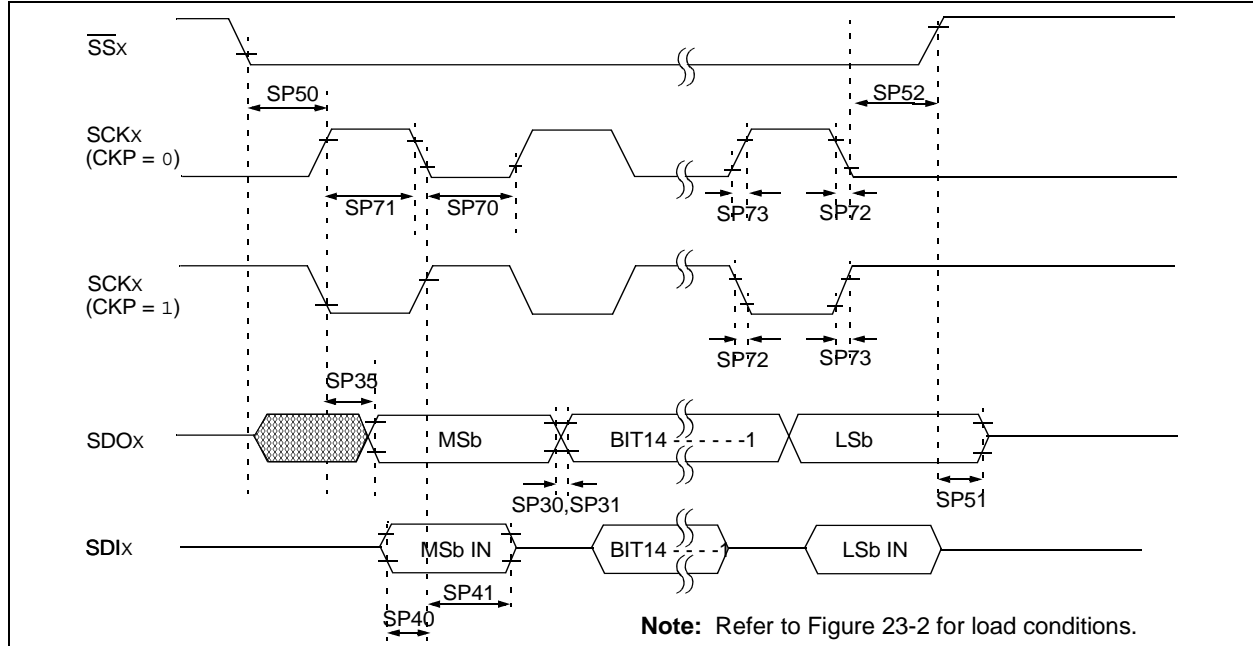 SSX
SP50
SP52
SCKX
(CKP = 0)
SP71
SP70
SP73
SP72
SCKX
(CKP = 1)
SP72
SP73
SP35
SDOX
MSb
BIT14 - - - - - -1
LSb
SP30,SP31
SP51
SDIX
MSb IN
BIT14 - - - - 1
LSb IN
SP40
SP41
Note: Refer to Figure 23-2 for load conditions.